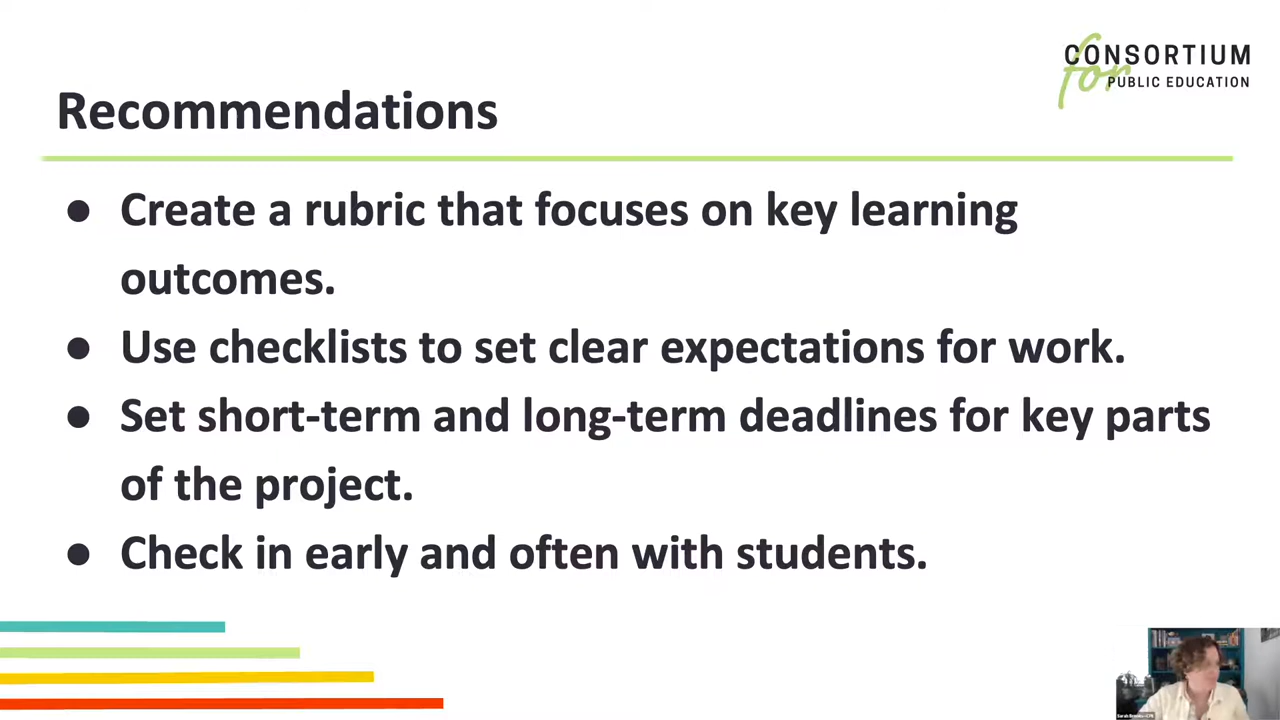 CONSORTIUM
for PUBLIC EDUCATION
Recommendations
● Create a rubric that focuses on key learning
outcomes.
● Use checklists to set clear expectations for work.
● Set short-term and long-term deadlines for key parts
of the project.
● Check in early and often with students.